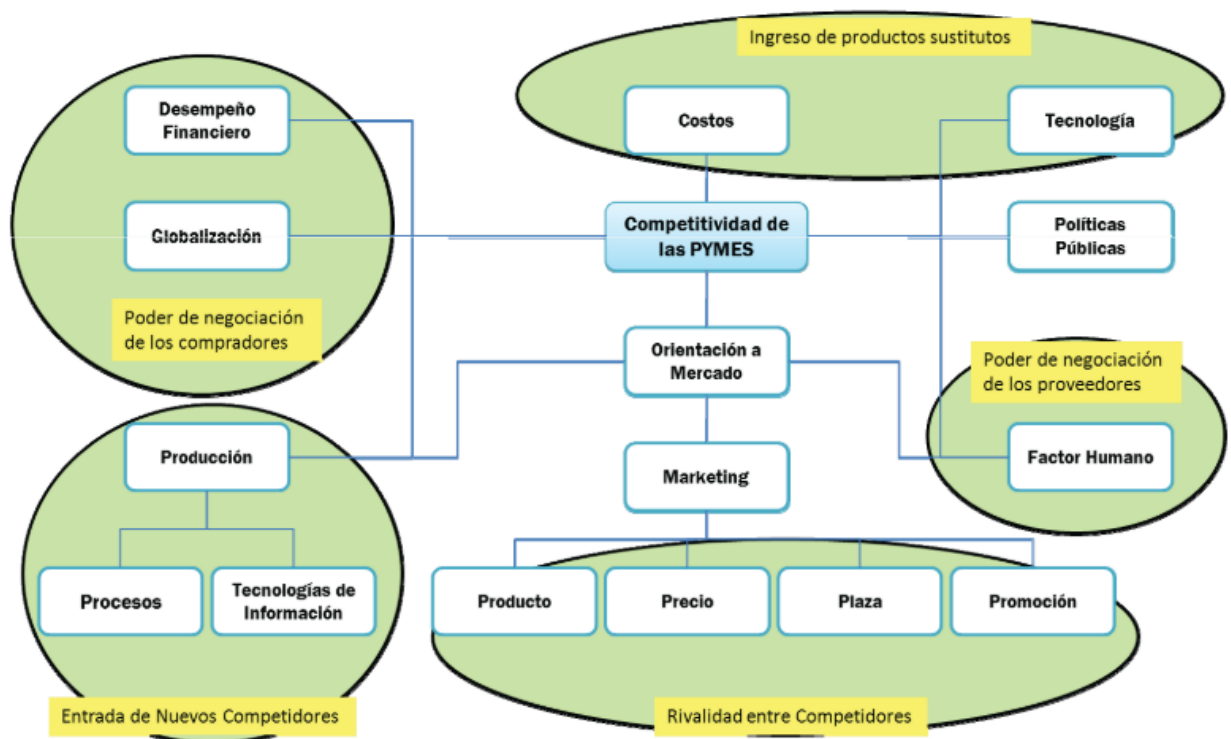 Ingreso de productos sustitutos
Desempeño
Financiero
Costos
Tecnología
Globalización
Competitividad de
las PYMES
Políticas
Públicas
Poder de negociación
de los compradores
Orientación a
Mercado
Poder de negociación
de los proveedores
Producción
Marketing
Factor Humano
Procesos
Tecnologías de
Información
Producto
Precio
Plaza
Promoción
Entrada de Nuevos Competidores
Rivalidad entre Competidores